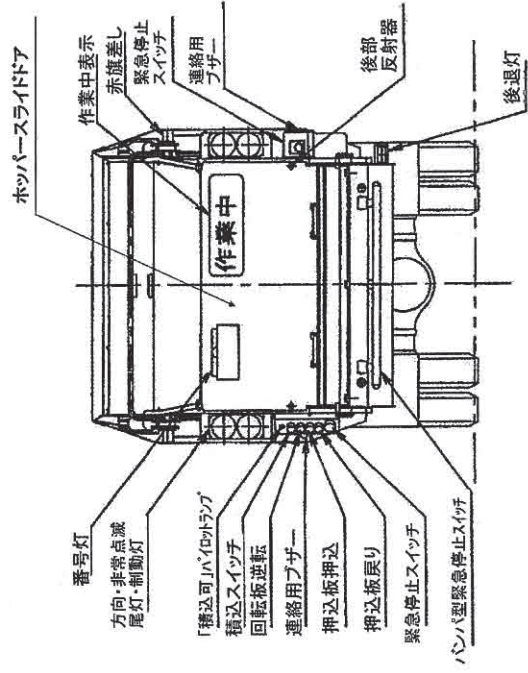 ホッパースライドドア
作業中表示
赤旗差し
緊急停止
スイッチ
連絡用
ブザー
後部
反射器
後退灯
作業中
番号灯
方向・非常点滅
尾灯・制動灯
「積込可」パイロットランプ
積込スイッチ
回転板逆転
連絡用ブザー
押込板押込
押込板戻り
緊急停止スイッチ
バンパ型緊急停止スイッチ